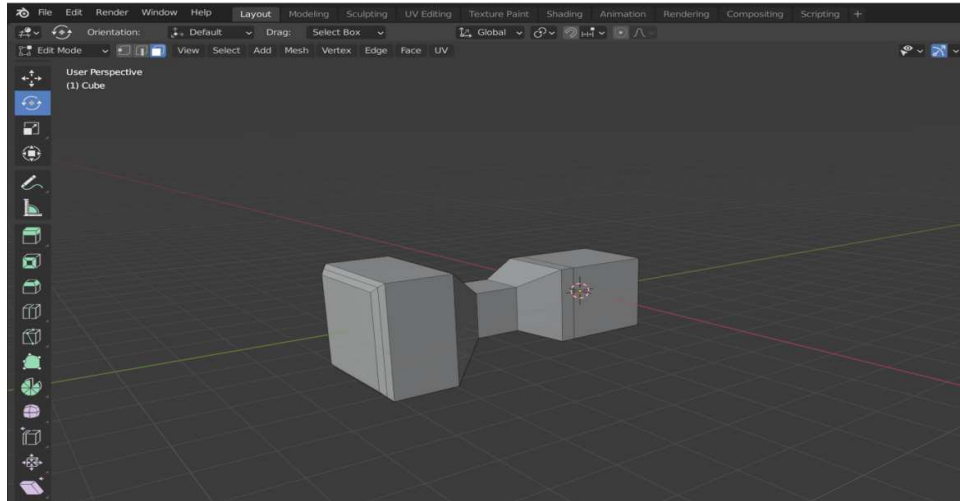 File Edit Render Window Help Layout Modeling Sculpting UV Editing Texture Paint Shading Animation Rendering Compositing Scripting +
Orientation: Default Drag: Select Box Global
Edit Mode View Select Add Mesh Vertex Edge Face UV
User Perspective
(1) Cube